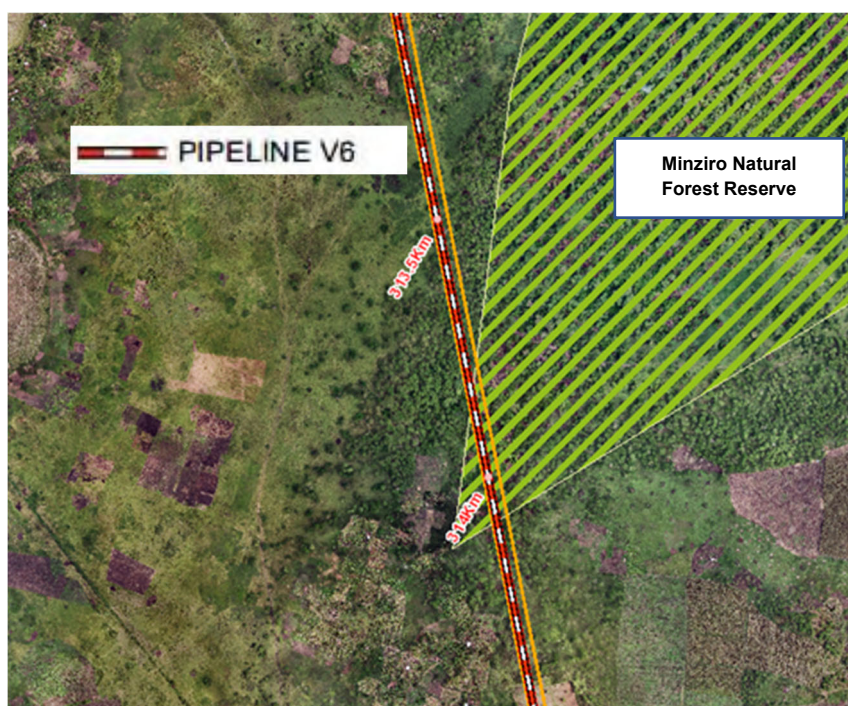 PIPELINE V6
Minziro Natural
Forest Reserve
313.5Km
314Km